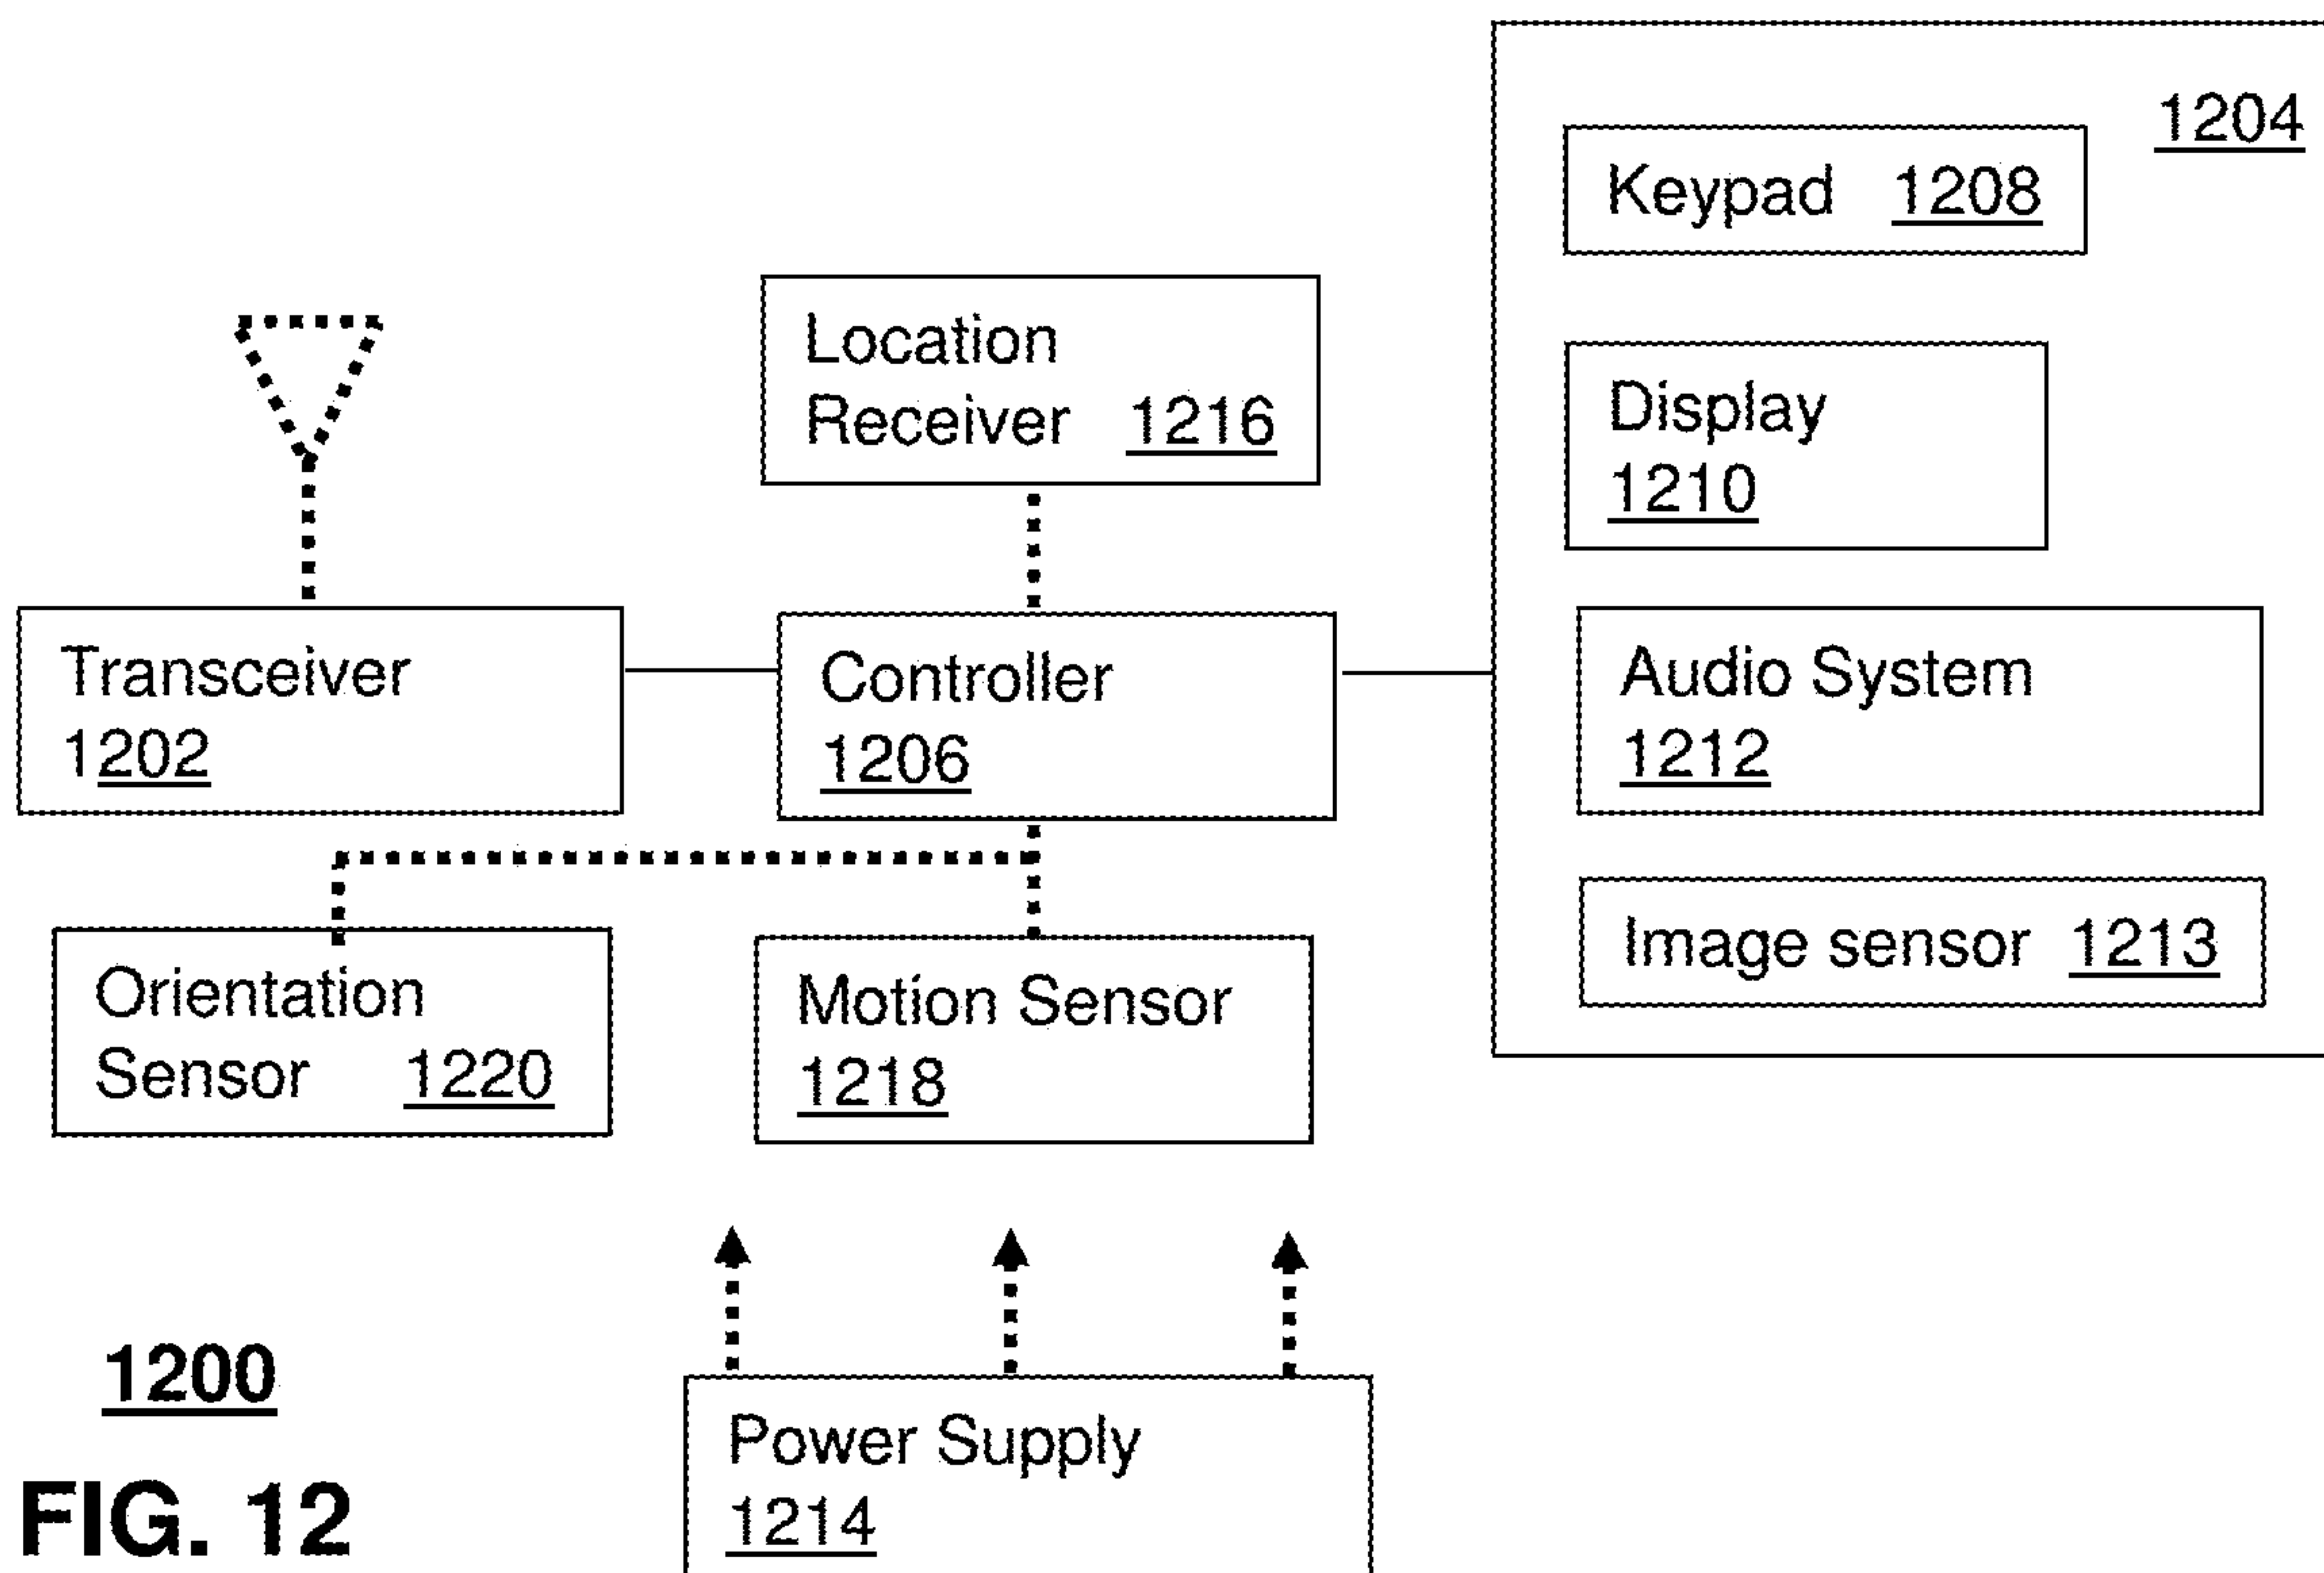 1204
Keypad 1208
Location
Receiver 1216
Display
1210
Transceiver
1202
Controller
1206
Audio System
1212
Orientation
Sensor 1220
Motion Sensor
1218
Image sensor 1213
1200
Power Supply
1214
FIG. 12